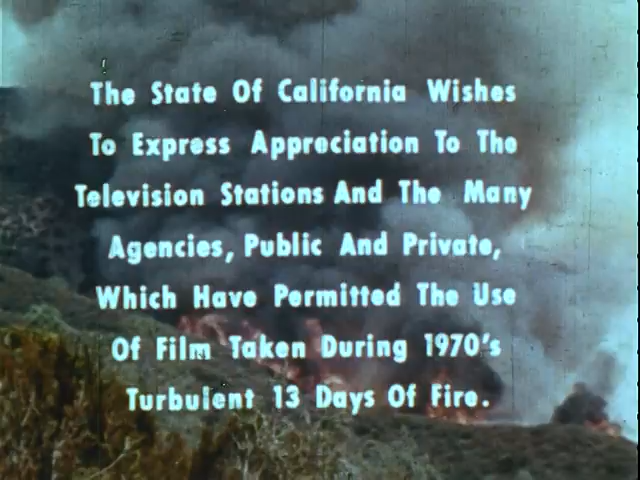 The State Of California Wishes
To Express Appreciation To The
Television Stations And The Many
Agencies, Public And Private,
Which Have Permitted The Use
Of Film Taken During 1970's
Turbulent 13 Days Of Fire.